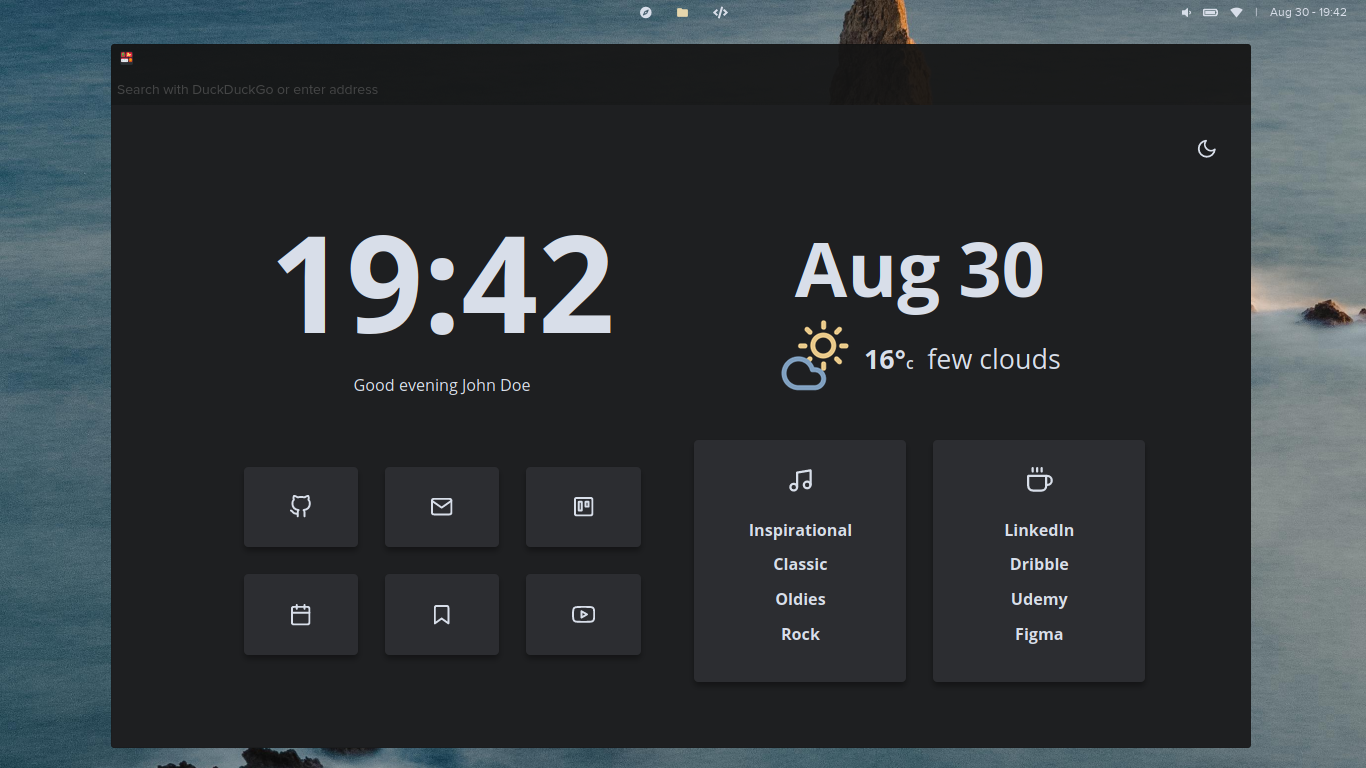 Aug 30 - 19:42
Search with DuckDuckGo or enter address
19:42
Good evening John Doe
Aug 30
16°c few clouds
Inspirational
Classic
Oldies
Rock
LinkedIn
Dribble
Udemy
Figma